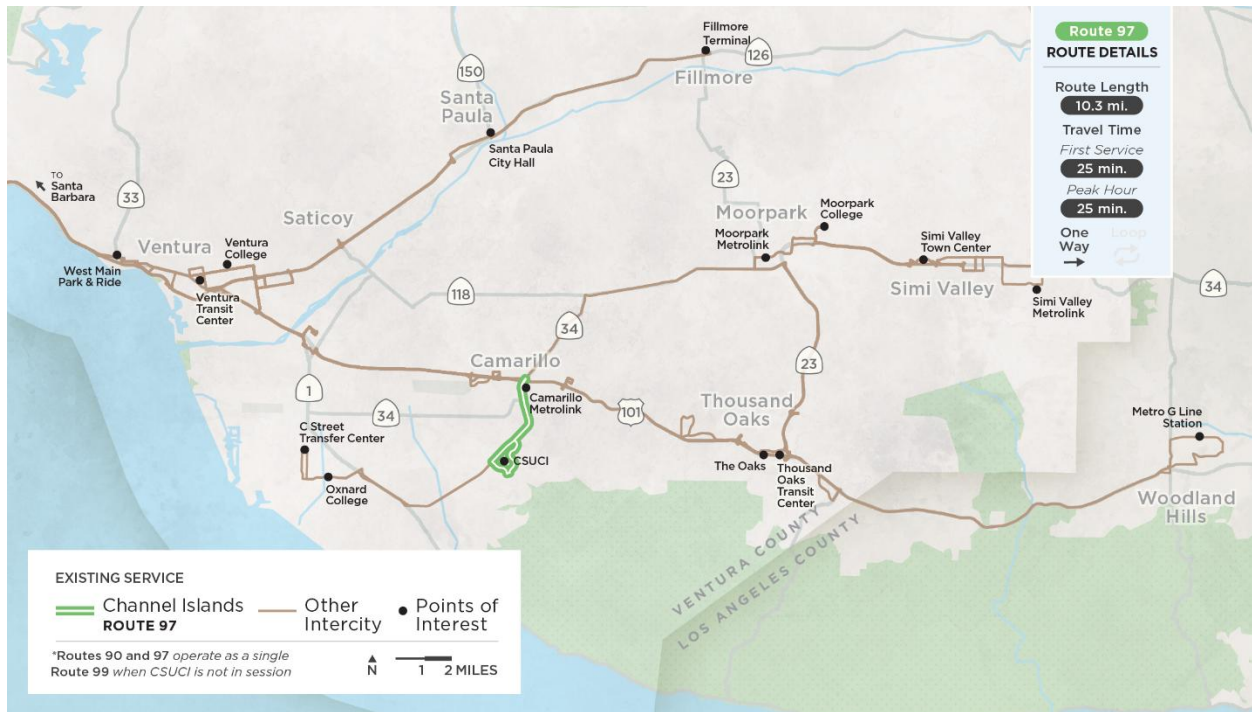 Fillmore
Terminal
126
Fillmore
150
Santa
Paula
Santa Paula
City Hall
TO
Santa
Barbara
33
Saticoy
Ventura
Ventura
College
West Main
Park & Ride
Ventura
Transit
Center
23
Moorpark
Moorpark
College
Moorpark
Metrolink
Simi Valley
Town Center
Simi Valley
Simi Valley
Metrolink
34
118
34
Camarillo
Camarillo
Metrolink
1
34
C Street
Transfer Center
Oxnard
College
CSUCI
101
23
Thousand
Oaks
The Oaks
Thousand
Oaks
Transit
Center
Metro G Line
Station
Woodland
Hills
VENTURA COUNTY
LOS ANGELES COUNTY
Route 97
ROUTE DETAILS
Route Length
10.3 mi.
Travel Time
First Service
25 min.
Peak Hour
25 min.
One
Way
Loop
EXISTING SERVICE
Channel Islands
ROUTE 97
Other
Intercity
Points of
Interest
*Routes 90 and 97 operate as a single
Route 99 when CSUCI is not in session
N
1 2 MILES